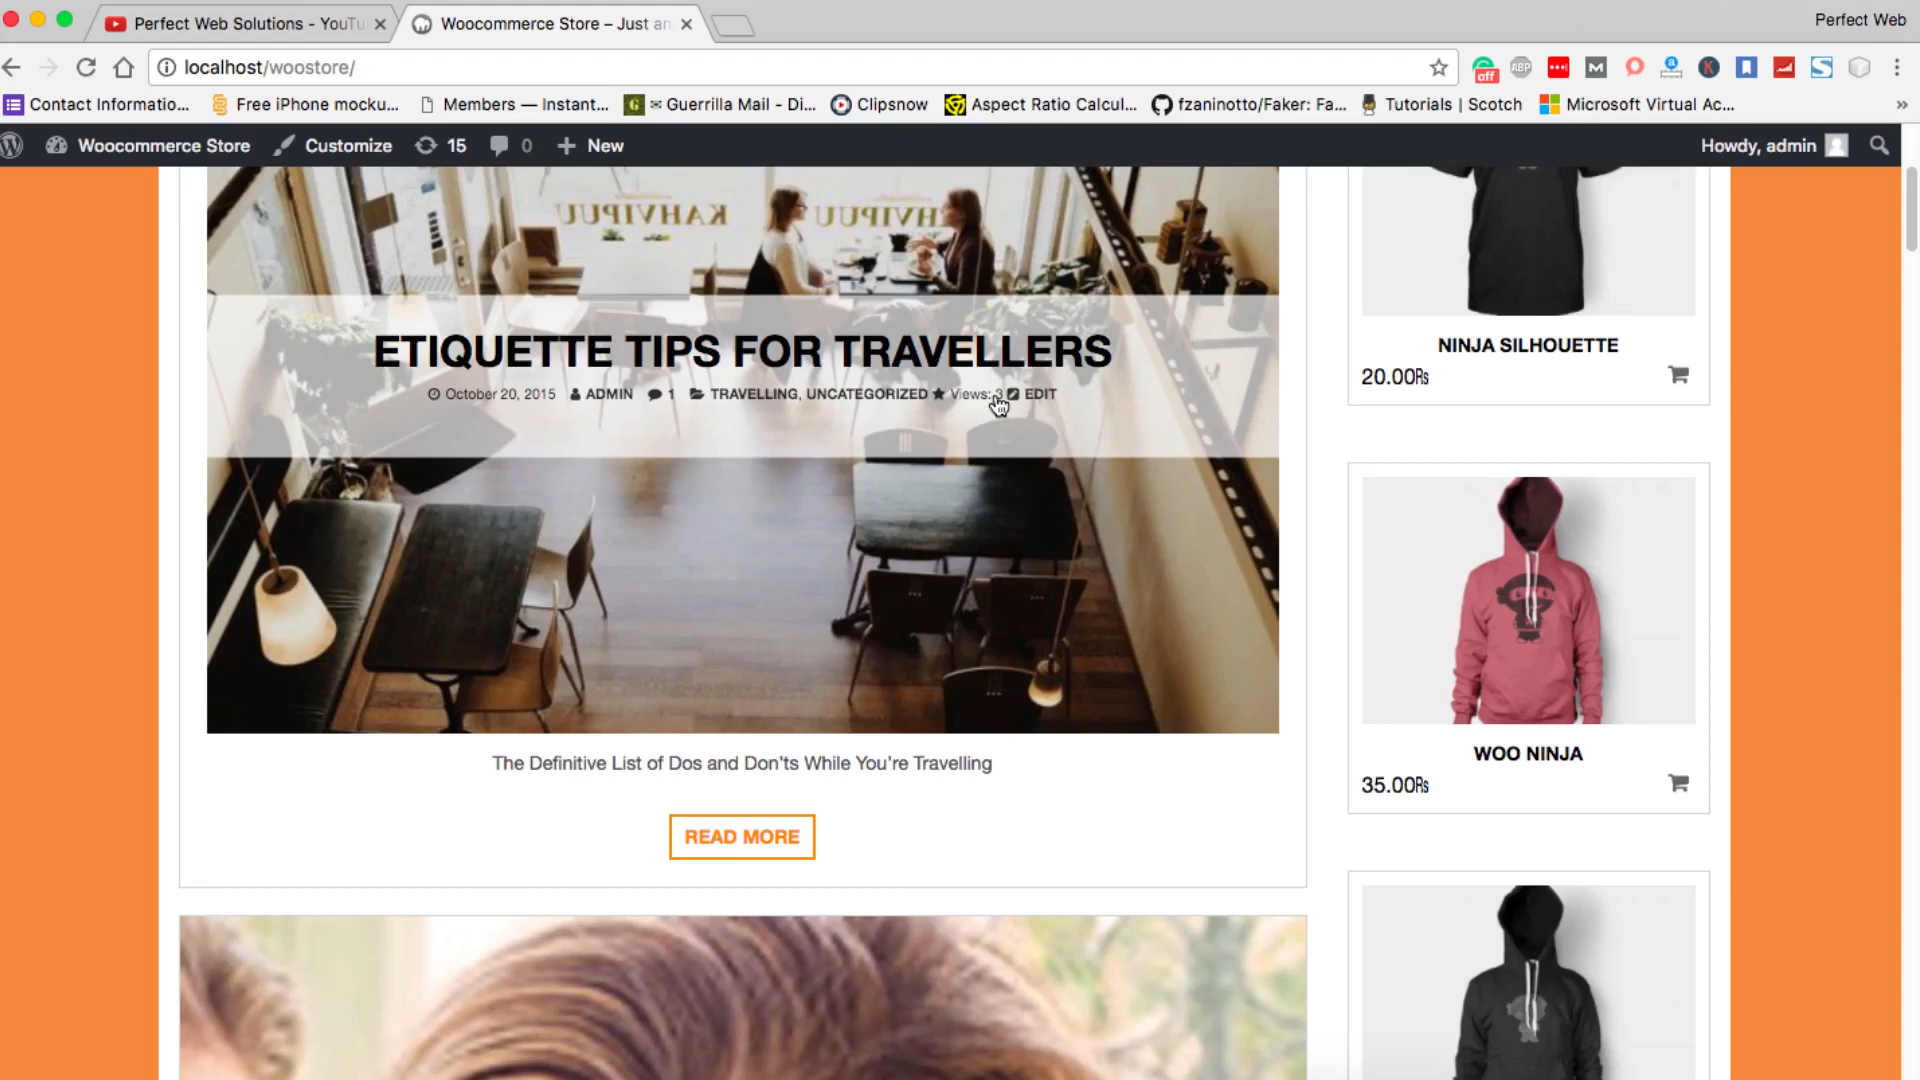 Perfect Web Solutions - YouTu
Woocommerce Store – Just an
Perfect Web
localhost/woostore/
off
ABP
Contact Informatio...
Free iPhone mocku...
Members — Instant...
Guerrilla Mail - Di...
Clipsnow
Aspect Ratio Calcul...
fzaninotto/Faker: Fa...
Tutorials | Scotch
Microsoft Virtual Ac...
»
Woocommerce Store
Customize
15
0
New
Howdy, admin
KAHVIPUU
HVIPUU
ETIQUETTE TIPS FOR TRAVELLERS
October 20, 2015 ADMIN 1 TRAVELLING, UNCATEGORIZED Views: 3 EDIT
The Definitive List of Dos and Don'ts While You're Travelling
READ MORE
NINJA SILHOUETTE
20.00₨
WOO NINJA
35.00₨